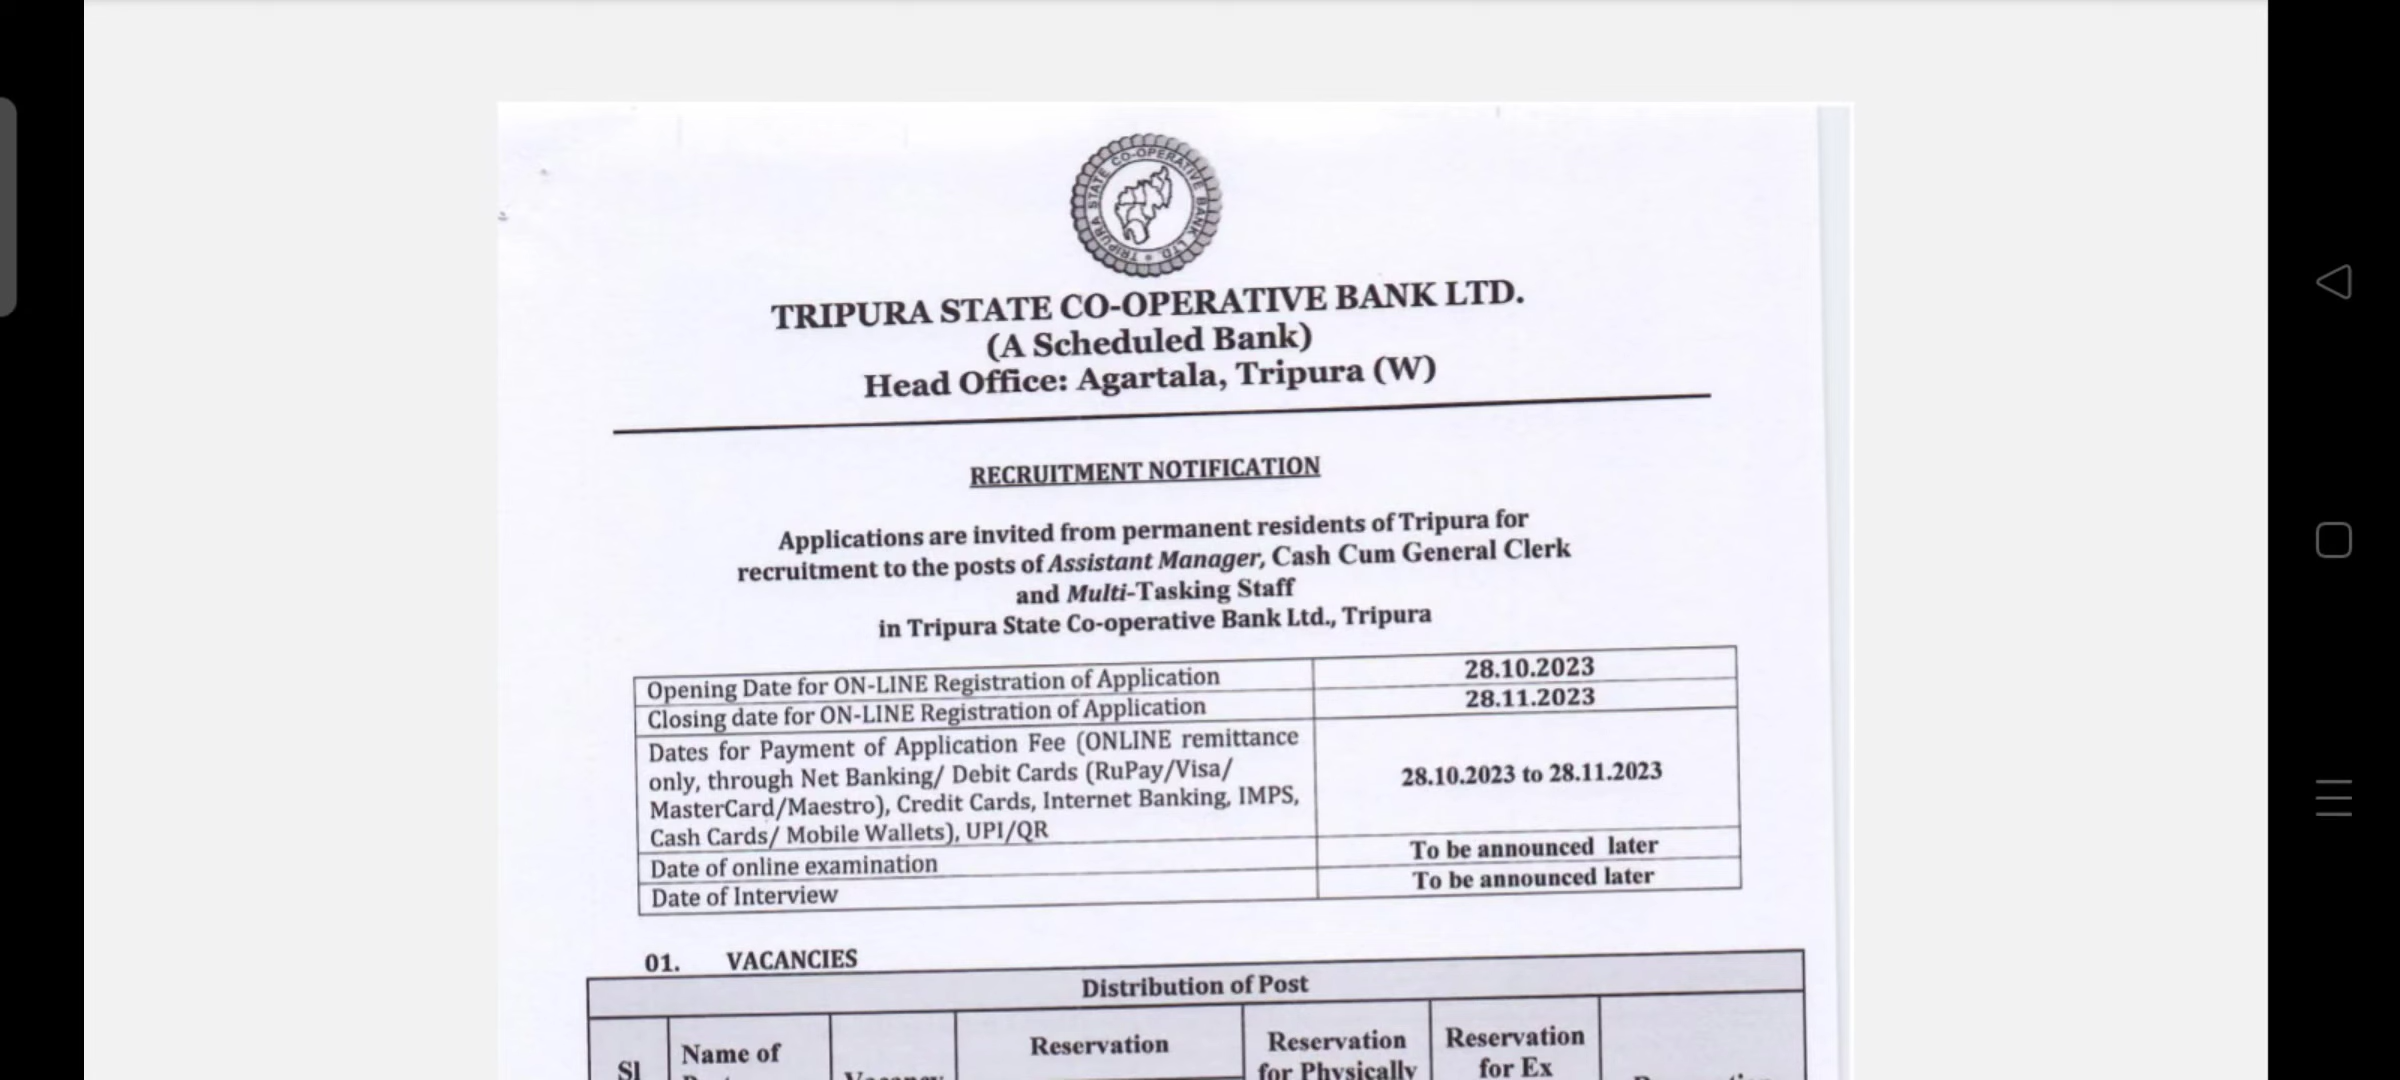 TRIPURA STATE CO-OPERATIVE BANK LTD.
TRIPURA STATE CO-OPERATIVE BANK LTD.
(A Scheduled Bank)
Head Office: Agartala, Tripura (W)
RECRUITMENT NOTIFICATION
Applications are invited from permanent residents of Tripura for
recruitment to the posts of Assistant Manager, Cash Cum General Clerk
and Multi-Tasking Staff
in Tripura State Co-operative Bank Ltd., Tripura
Opening Date for ON-LINE Registration of Application 28.10.2023
Closing date for ON-LINE Registration of Application 28.11.2023
Dates for Payment of Application Fee (ONLINE remittance
only, through Net Banking/ Debit Cards (RuPay/Visa/
MasterCard/Maestro), Credit Cards, Internet Banking, IMPS,
Cash Cards/ Mobile Wallets), UPI/QR
28.10.2023 to 28.11.2023
Date of online examination To be announced later
Date of Interview To be announced later
01. VACANCIES
Distribution of Post
Sl
Name of
Reservation
Reservation
for Physically
Reservation
for Ex